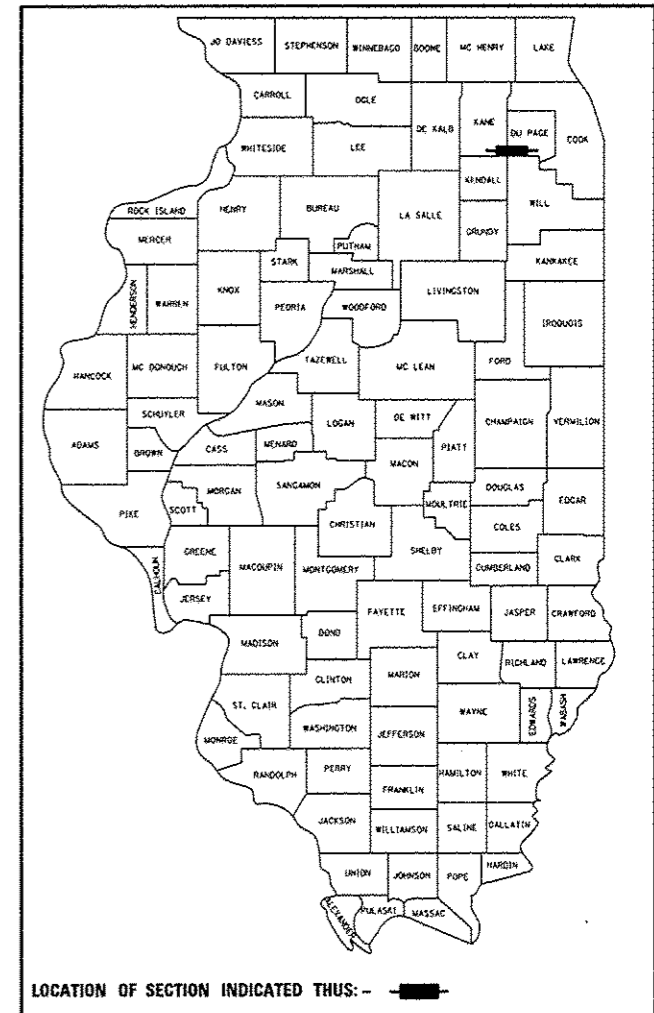 JO DAVIESS STEPHENSON WINNEBAGO BOONE MC HENRY LAKE
CARROLL OGLE DE KALB KANE DU PAGE COOK
WHITESIDE LEE
KENDALL
ROCK ISLAND HENRY BUREAU LA SALLE GRUNDY WILL
MERCER PUTNAM
STARK MARSHALL KANKAKEE
HENDERSON WARREN KNOX PEORIA WOODFORD LIVINGSTON IROQUOIS
HANCOCK MC DONOUGH FULTON TAZEWELL MC LEAN FORD
SCHUYLER MASON LOGAN DE WITT CHAMPAIGN VERMILION
ADAMS BROWN CASS MENARD MACON PIATT
PIKE SCOTT MORGAN SANGAMON CHRISTIAN MOULTRIE DOUGLAS EDGAR
COLES
CALHOUN GREENE MACOUPIN MONTGOMERY SHELBY CUMBERLAND CLARK
JERSEY FAYETTE EFFINGHAM JASPER CRAWFORD
MADISON BOND CLAY RICHLAND LAWRENCE
CLINTON MARION
ST. CLAIR WAYNE EDWARDS WABASH
MONROE WASHINGTON JEFFERSON
RANDOLPH PERRY HAMILTON WHITE
FRANKLIN
JACKSON WILLIAMSON SALINE GALLATIN
UNION JOHNSON POPE HARDIN
ALEXANDER PULASKI MASSAC
LOCATION OF SECTION INDICATED THUS:-